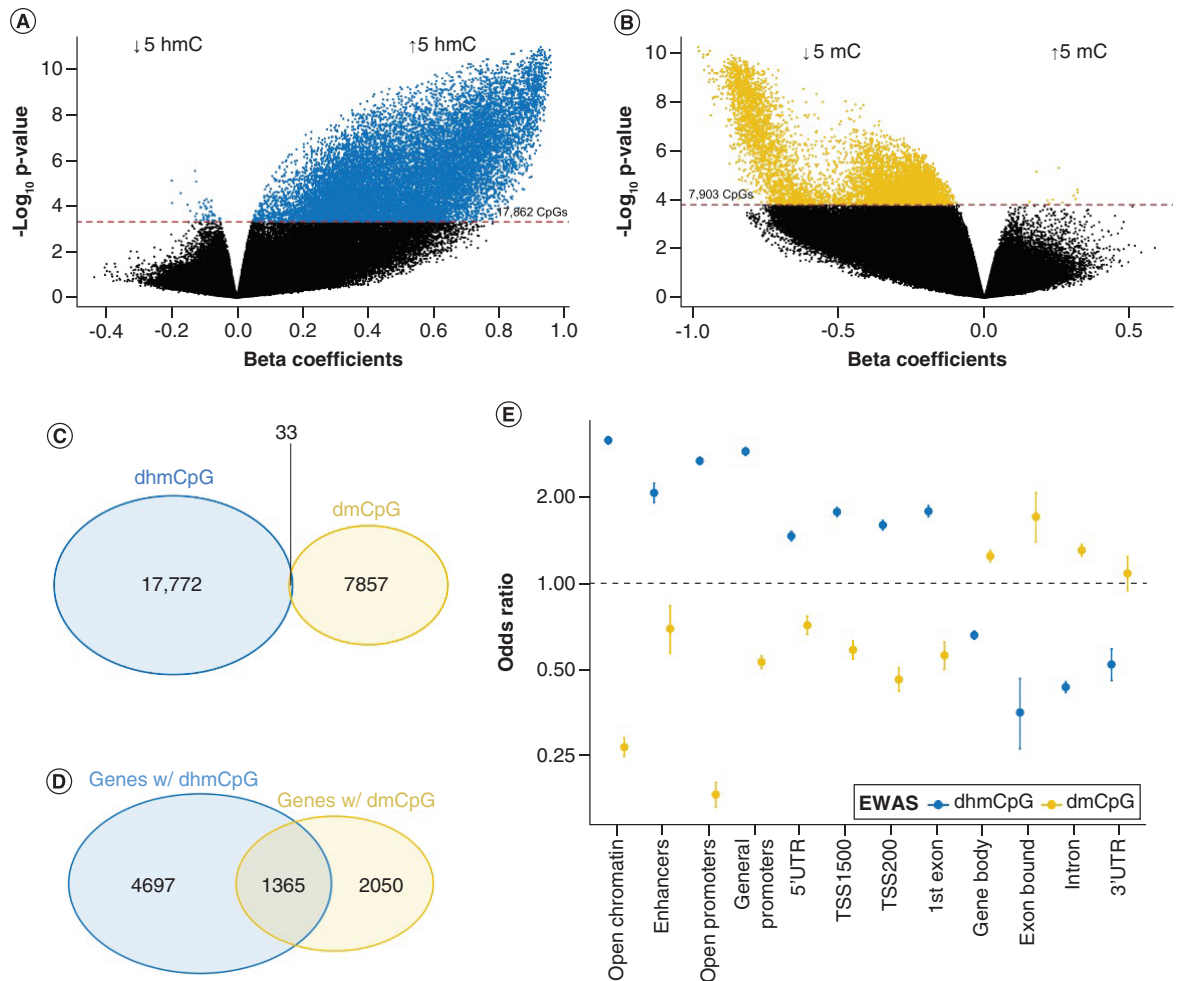 A
↓5 hmC
↑5 hmC
-Log10 p-value
10
8
6
4
2
0
17,862 CpGs
-0.4
-0.2
0.0
0.2
0.4
0.6
0.8
1.0
Beta coefficients
B
↓5 mC
↑5 mC
-Log10 p-value
10
8
6
4
2
0
7,903 CpGs
-1.0
-0.5
0.0
0.5
Beta coefficients
C
33
dhmCpG
dmCpG
17,772
7857
D
Genes w/ dhmCpG
Genes w/ dmCpG
4697
1365
2050
E
Odds ratio
2.00
1.00
0.50
0.25
EWAS dhmCpG dmCpG
Open chromatin
Enhancers
Open promoters
General
promoters
5'UTR
TSS1500
TSS200
1st exon
Gene body
Exon bound
Intron
3'UTR